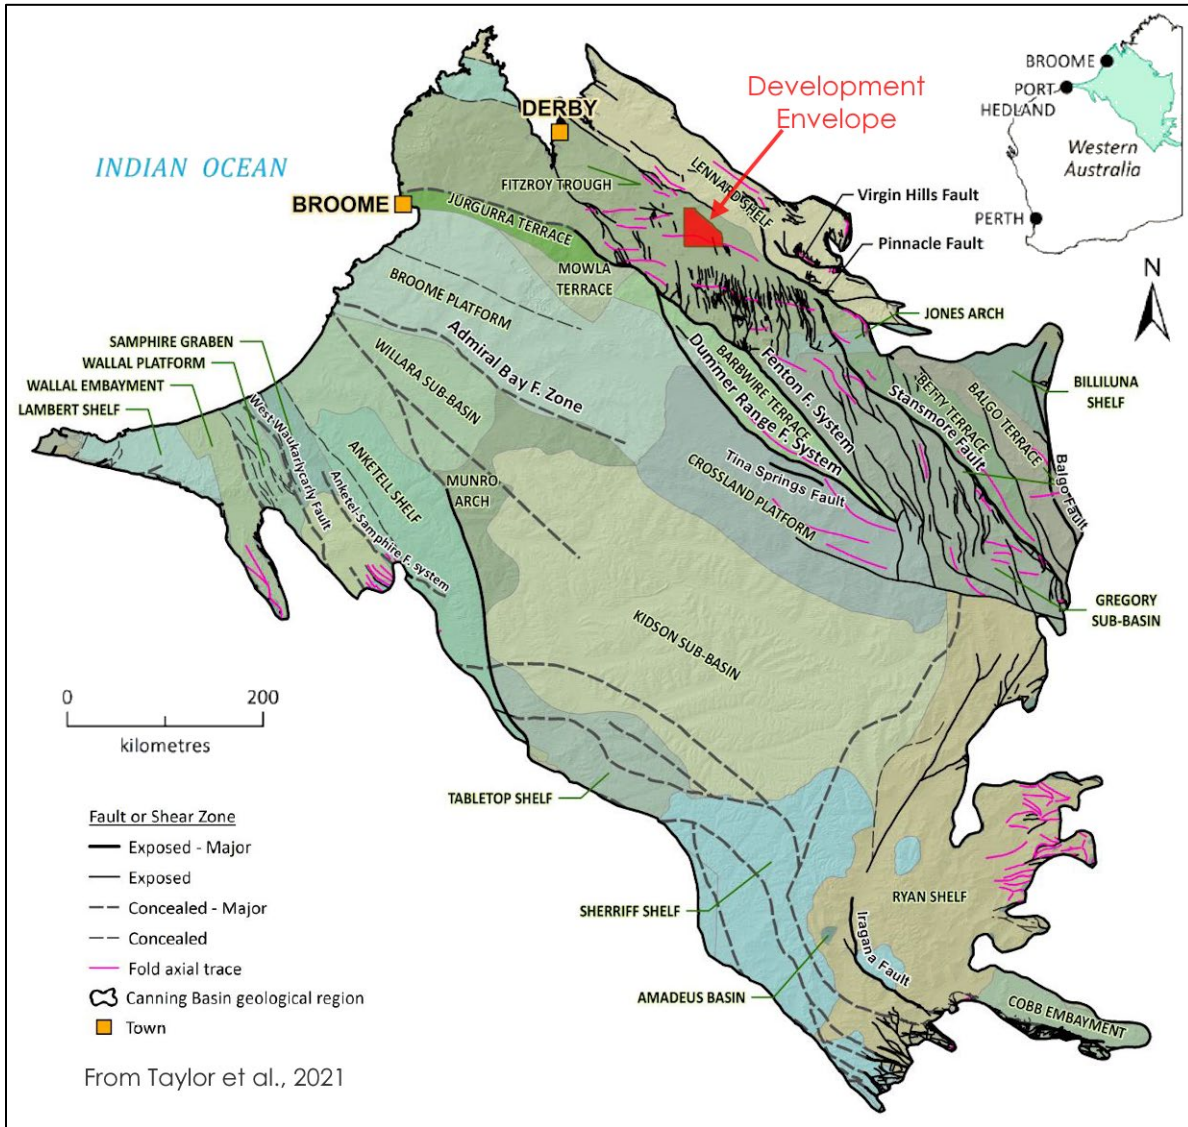 Development
Envelope
DERBY
INDIAN OCEAN
BROOME
FITZROY TROUGH
LENNARD SHELF
JURGURRA TERRACE
MOWLA
TERRACE
BROOME PLATFORM
Virgin Hills Fault
Pinnacle Fault
JONES ARCH
BROOME
PORT
HEDLAND
Western
Australia
PERTH
N
SAMPHIRE GRABEN
WALLAL PLATFORM
WALLAL EMBAYMENT
LAMBERT SHELF
Admiral Bay F. Zone
WILLARA SUB-BASIN
West-Waukarlycarly Fault
Anketel-Samphire F. system
ANKETELL SHELF
MUNRO
ARCH
BARBWIRE TERRACE
Dummer Range F. System
Fenton F. System
Tina Springs Fault
CROSSLAND PLATFORM
BETTY TERRACE
Stansmore Fault
BALGO TERRACE
Balgo Fault
BILLILUNA
SHELF
GREGORY
SUB-BASIN
KIDSON SUB-BASIN
0 200
kilometres
TABLETOP SHELF
SHERRIFF SHELF
RYAN SHELF
Iragana Fault
AMADEUS BASIN
COBB EMBAYMENT
Fault or Shear Zone
Exposed - Major
Exposed
Concealed - Major
Concealed
Fold axial trace
Canning Basin geological region
Town
From Taylor et al., 2021